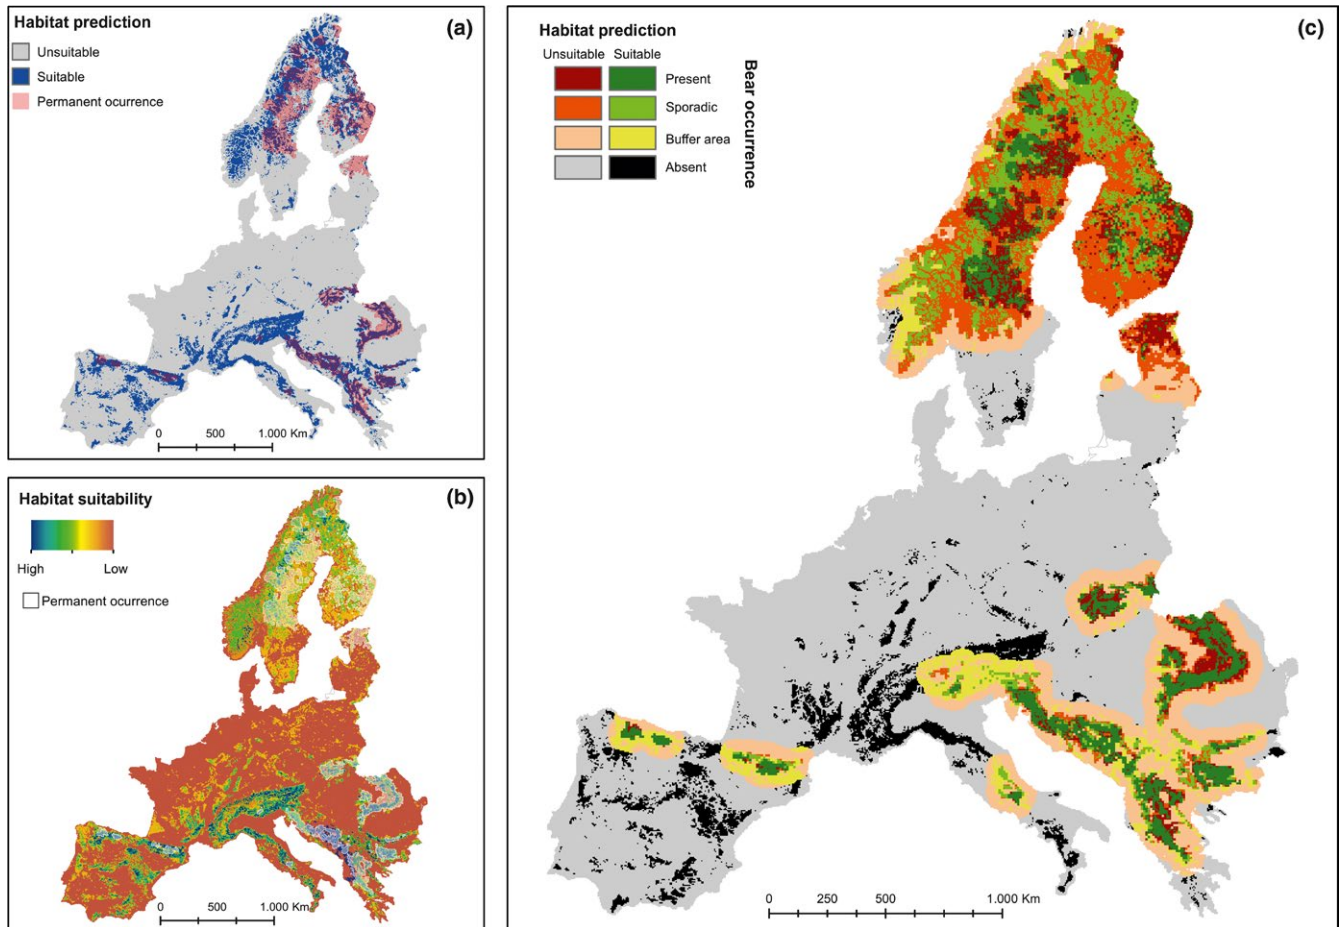 Habitat prediction
(a)
Unsuitable
Suitable
Permanent ocurrence
0 500 1.000 Km
Habitat suitability
(b)
High Low
Permanent ocurrence
0 500 1.000 Km
Habitat prediction
(c)
Unsuitable Suitable
Present
Sporadic
Buffer area
Absent
Bear occurrence
0 250 500 1.000 Km